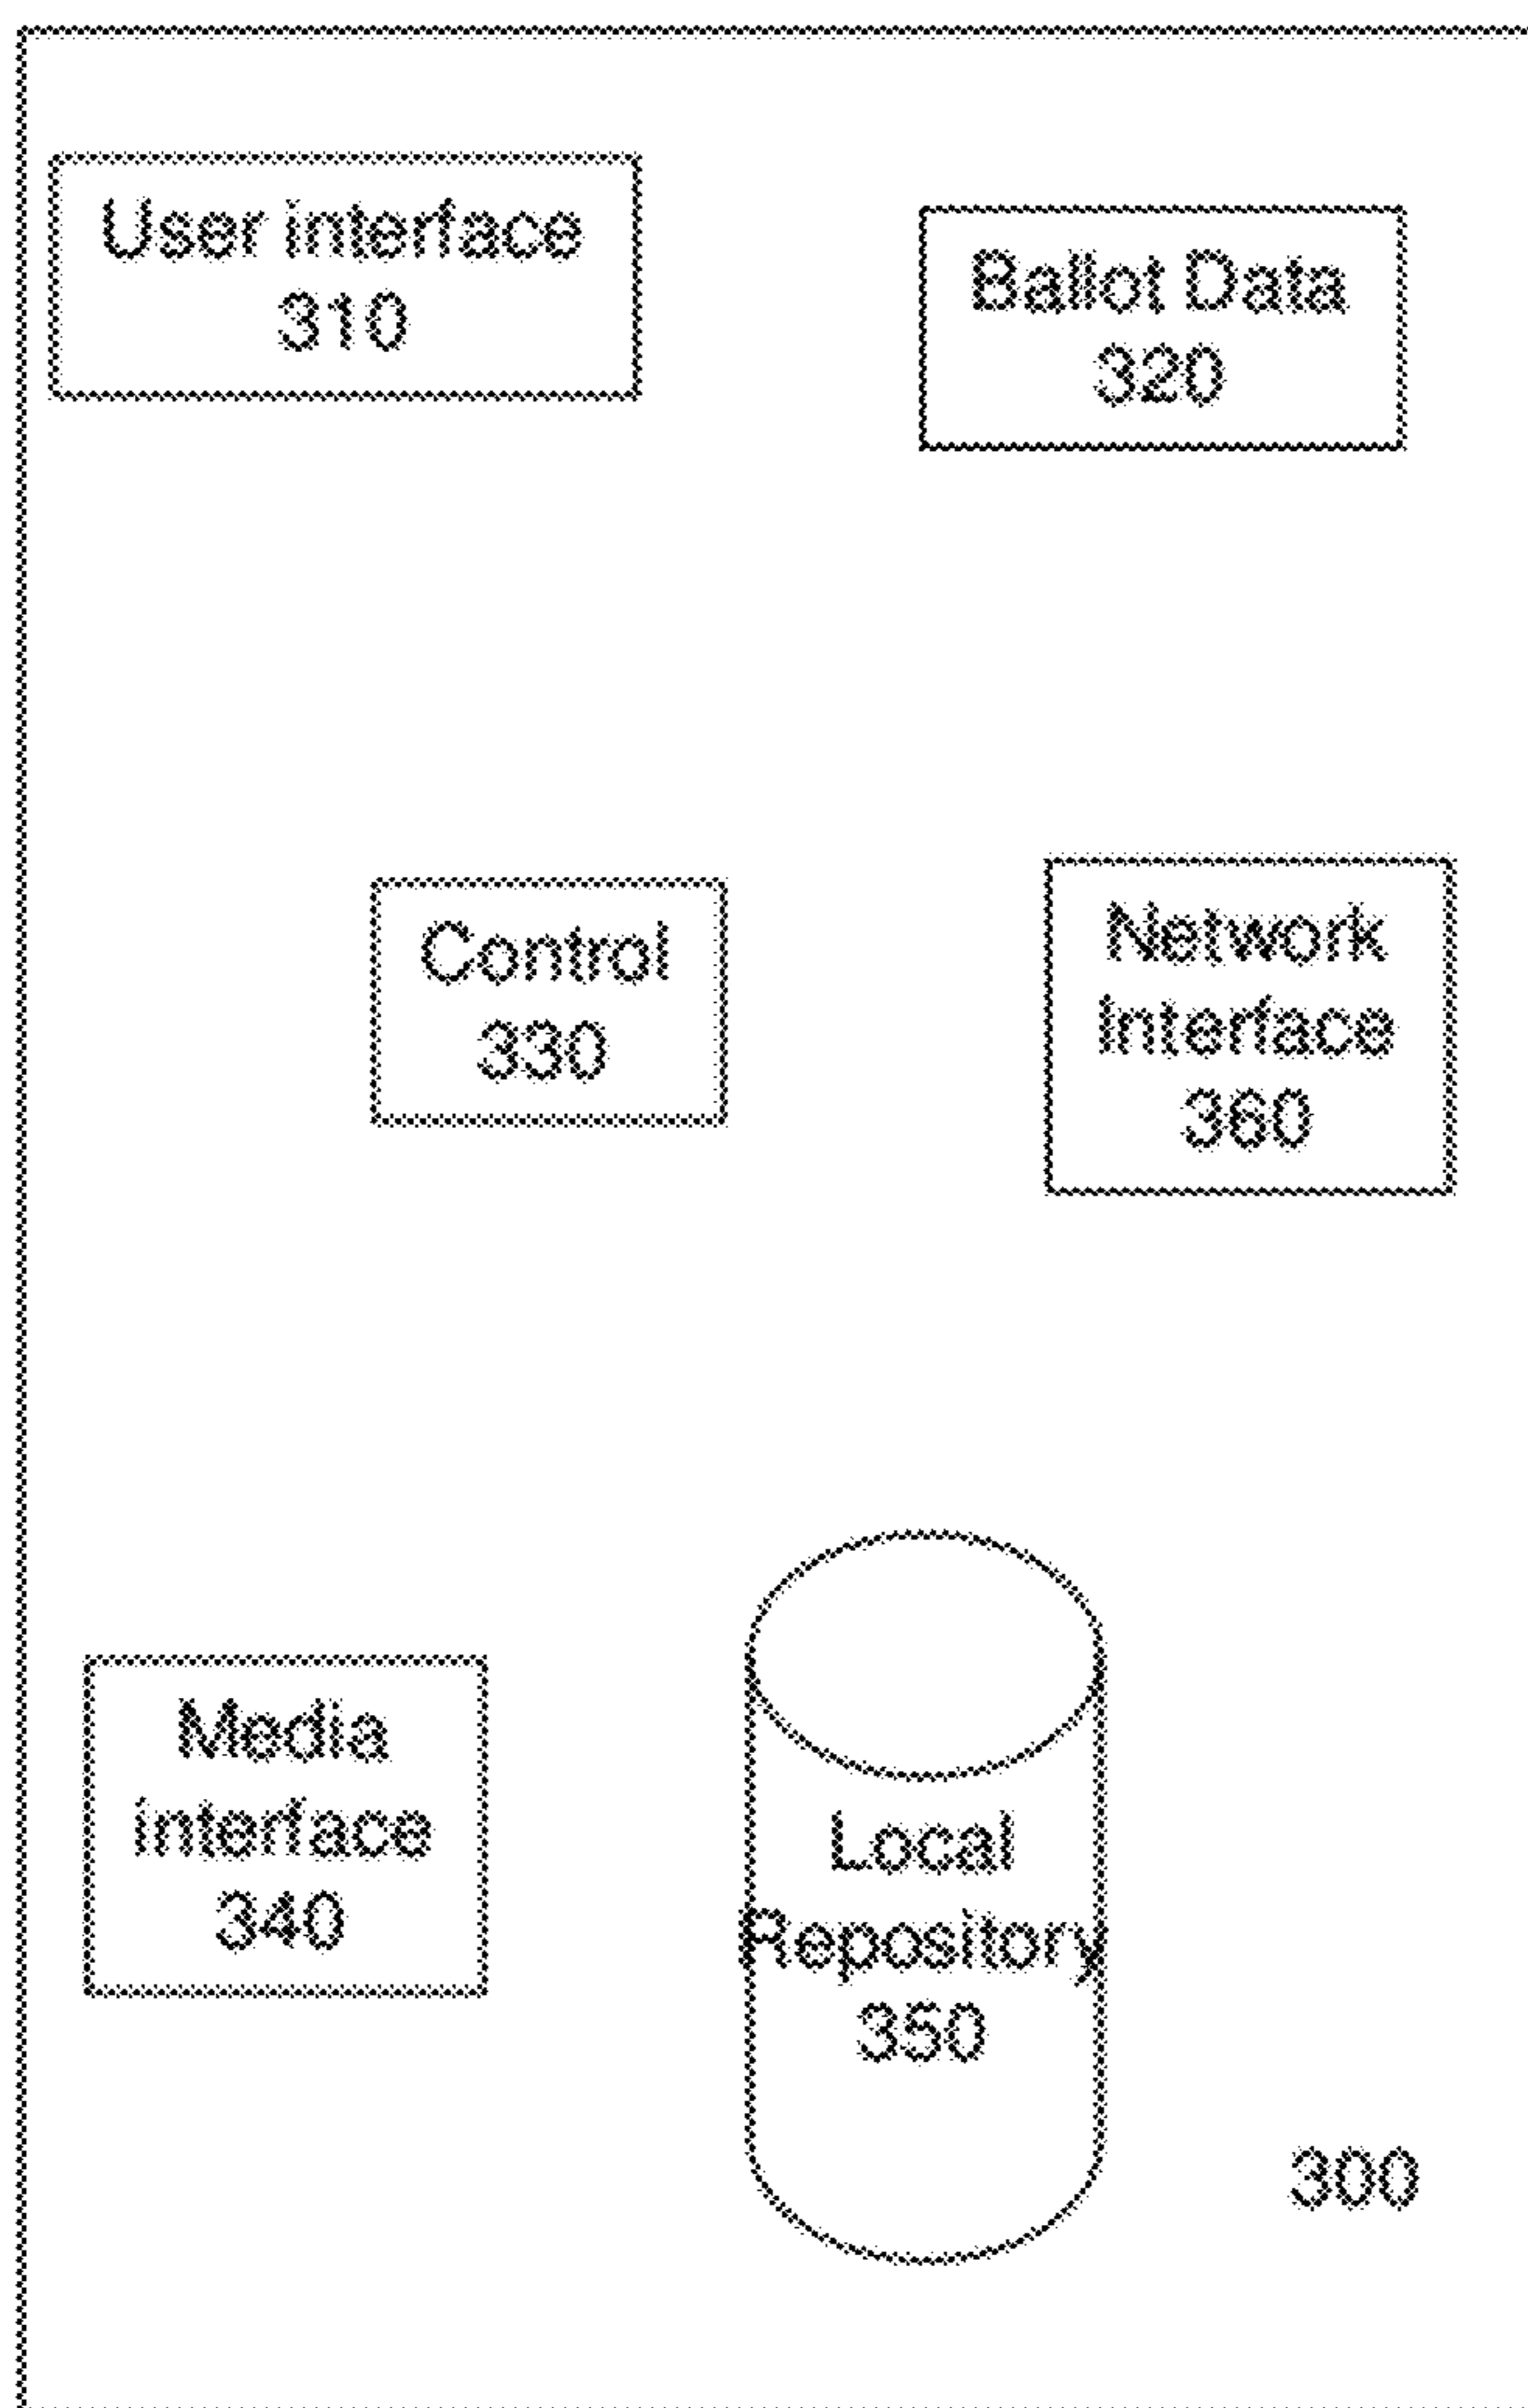 User interface
310
Ballot Data
320
Control
330
Network
Interface
360
Media
interface
340
Local
Repository
350
300